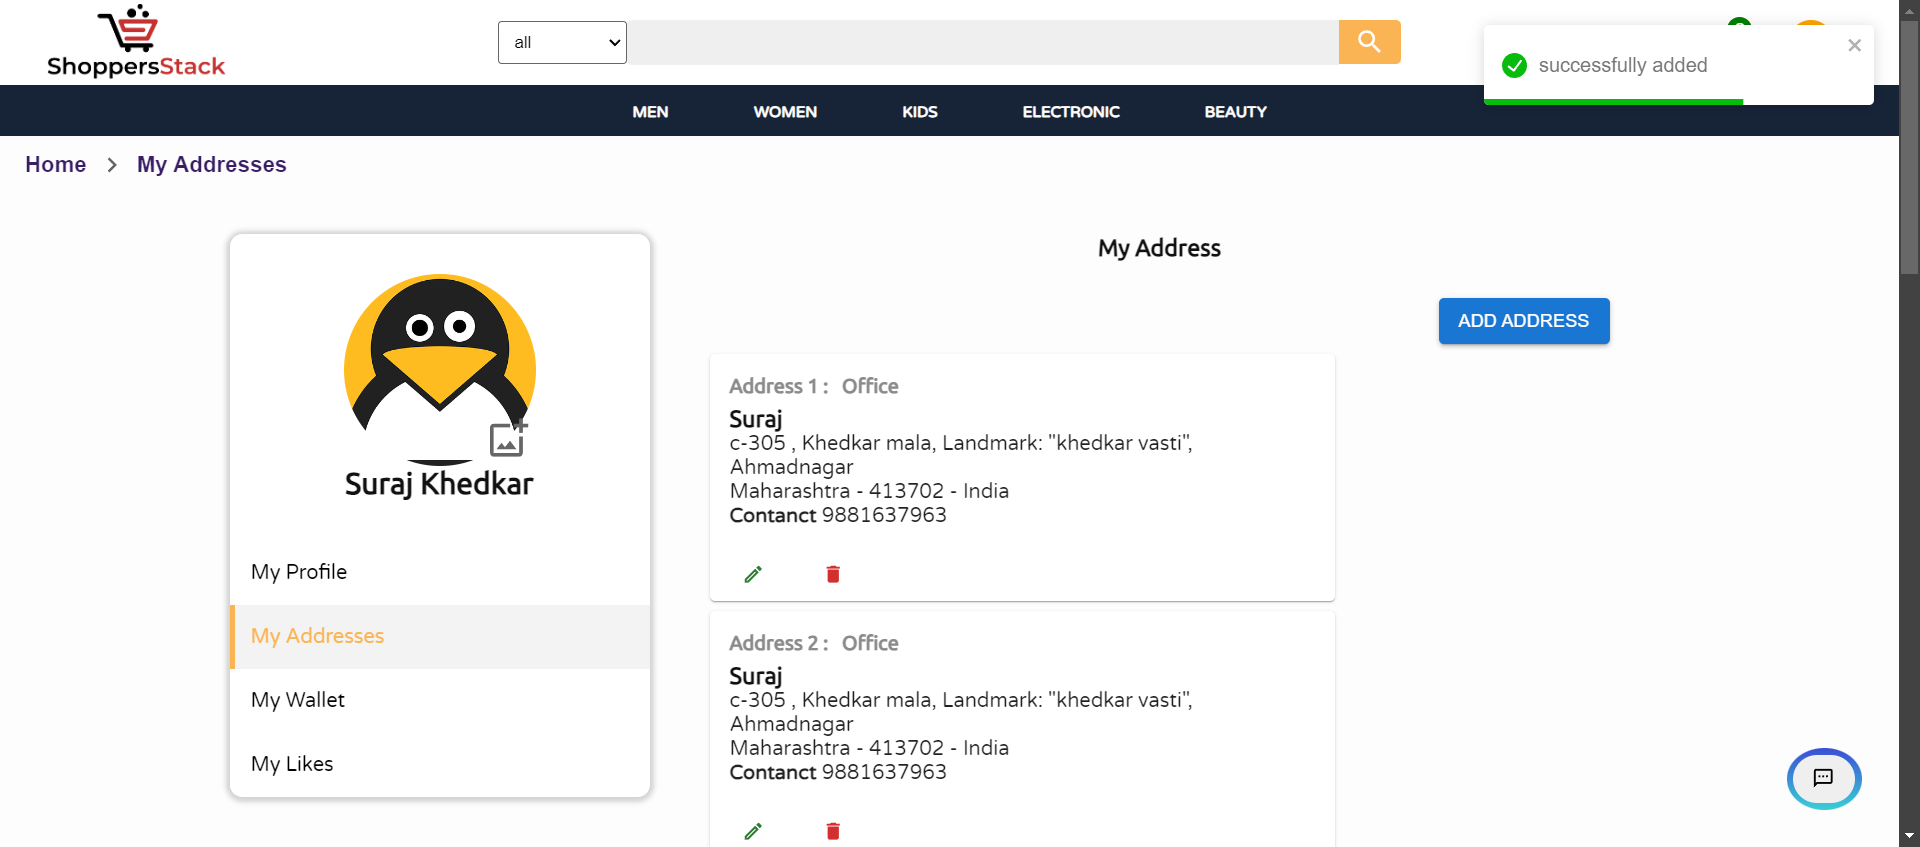 ShoppersStack
all
successfully added
MEN
WOMEN
KIDS
ELECTRONIC
BEAUTY
Home
My Addresses
Suraj Khedkar
My Profile
My Addresses
My Wallet
My Likes
My Address
ADD ADDRESS
Address 1 : Office
Suraj
c-305 , Khedkar mala, Landmark: "khedkar vasti",
Ahmadnagar
Maharashtra - 413702 - India
Contanct 9881637963
Address 2 : Office
Suraj
c-305 , Khedkar mala, Landmark: "khedkar vasti",
Ahmadnagar
Maharashtra - 413702 - India
Contanct 9881637963